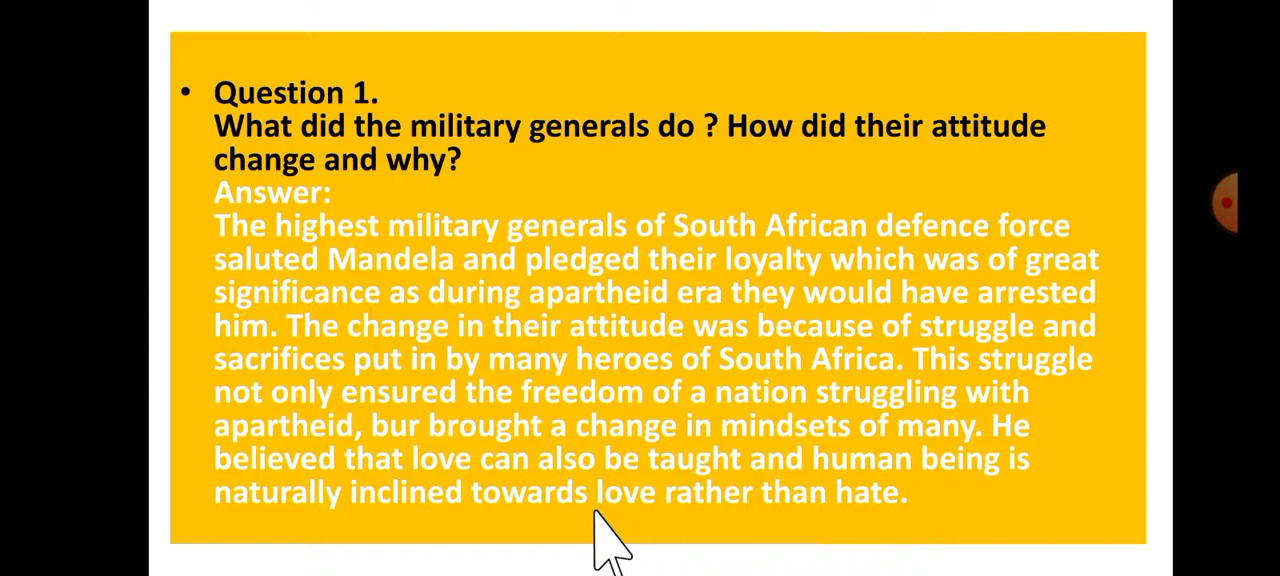 • Question 1.
What did the military generals do ? How did their attitude
change and why?
Answer:
The highest military generals of South African defence force
saluted Mandela and pledged their loyalty which was of great
significance as during apartheid era they would have arrested
him. The change in their attitude was because of struggle and
sacrifices put in by many heroes of South Africa. This struggle
not only ensured the freedom of a nation struggling with
apartheid, bur brought a change in mindsets of many. He
believed that love can also be taught and human being is
naturally inclined towards love rather than hate.